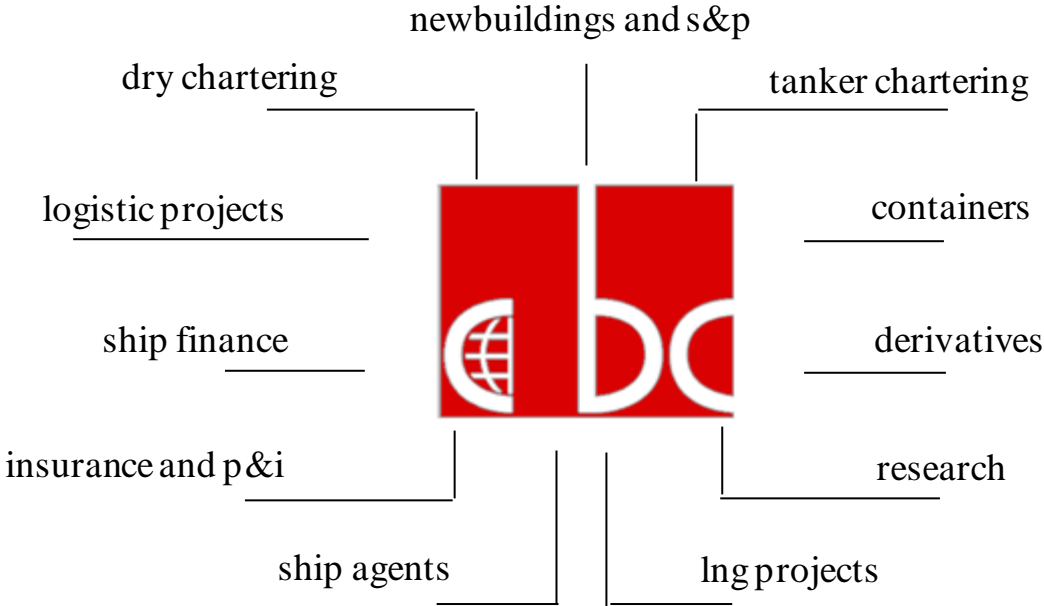 newbuildings and s&p
dry chartering
tanker chartering
logistic projects
containers
ship finance
derivatives
insurance and p&i
research
ship agents
lng projects